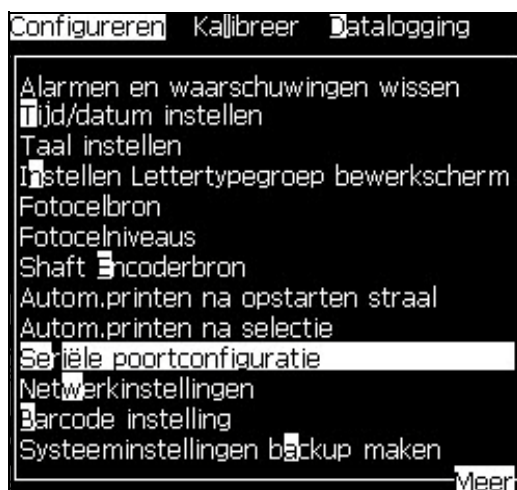 Configureren Kalibreer Datalogging
Alarmen en waarschuwingen wissen
Tijd/datum instellen
Taal instellen
Instellen Lettertypegroep bewerkscherm
Fotocelbron
Fotocelniveaus
Shaft Encoderbron
Autom.printen na opstarten straal
Autom.printen na selectie
Seriële poortconfiguratie
Netwerkinstellingen
Barcode instelling
Systeeminstellingen backup maken
Meer